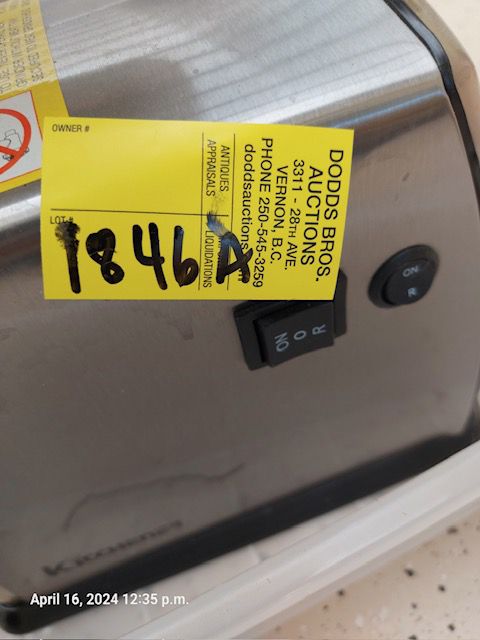 OWNER #
LOT #
1846A
DODDS BROS.
AUCTIONS
3311 - 28TH AVE.
VERNON, B.C.
PHONE 250-545-3259
ANTIQUES
APPRAISALS
LIQUIDATIONS
ON O R
ON
R
April 16, 2024 12:35 p.m.